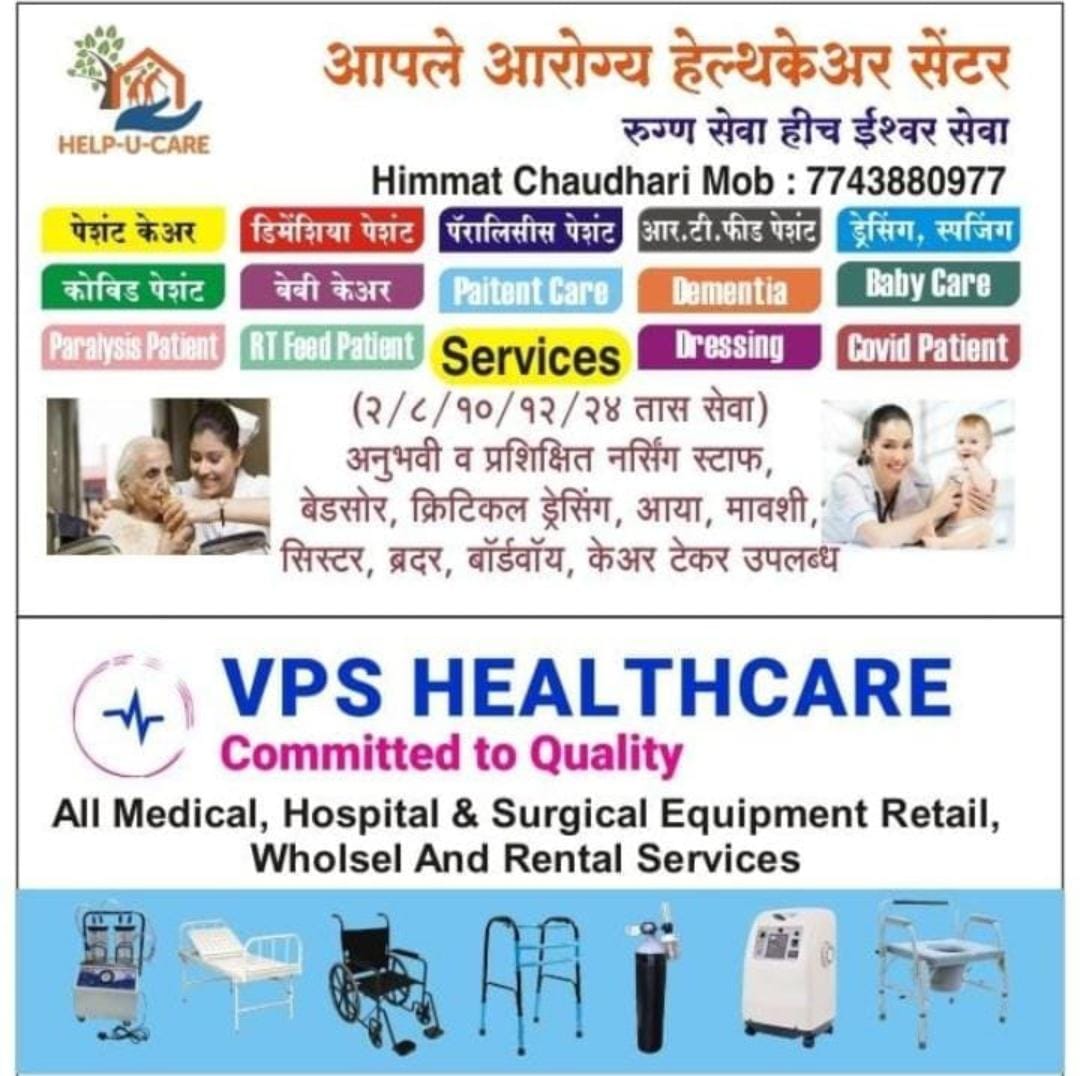 HELP-U-CARE
आपले आरोग्य हेल्थकेअर सेंटर
रुग्ण सेवा हीच ईश्वर सेवा
Himmat Chaudhari Mob : 7743880977
पेशंट केअर डिमेंशिया पेशंट पॅरालिसीस पेशंट आर.टी.फीड पेशंट ड्रेसिंग, स्पजिंग
कोविड पेशंट बेबी केअर Paitent Care Dementia Baby Care
Paralysis Patient RT Feed Patient Services Dressing Covid Patient
(२/८/१०/१२/२४ तास सेवा)
अनुभवी व प्रशिक्षित नर्सिंग स्टाफ,
बेडसोर, क्रिटिकल ड्रेसिंग, आया, मावशी,
सिस्टर, ब्रदर, बॉर्डवॉय, केअर टेकर उपलब्ध
VPS HEALTHCARE
Committed to Quality
All Medical, Hospital & Surgical Equipment Retail,
Wholsel And Rental Services